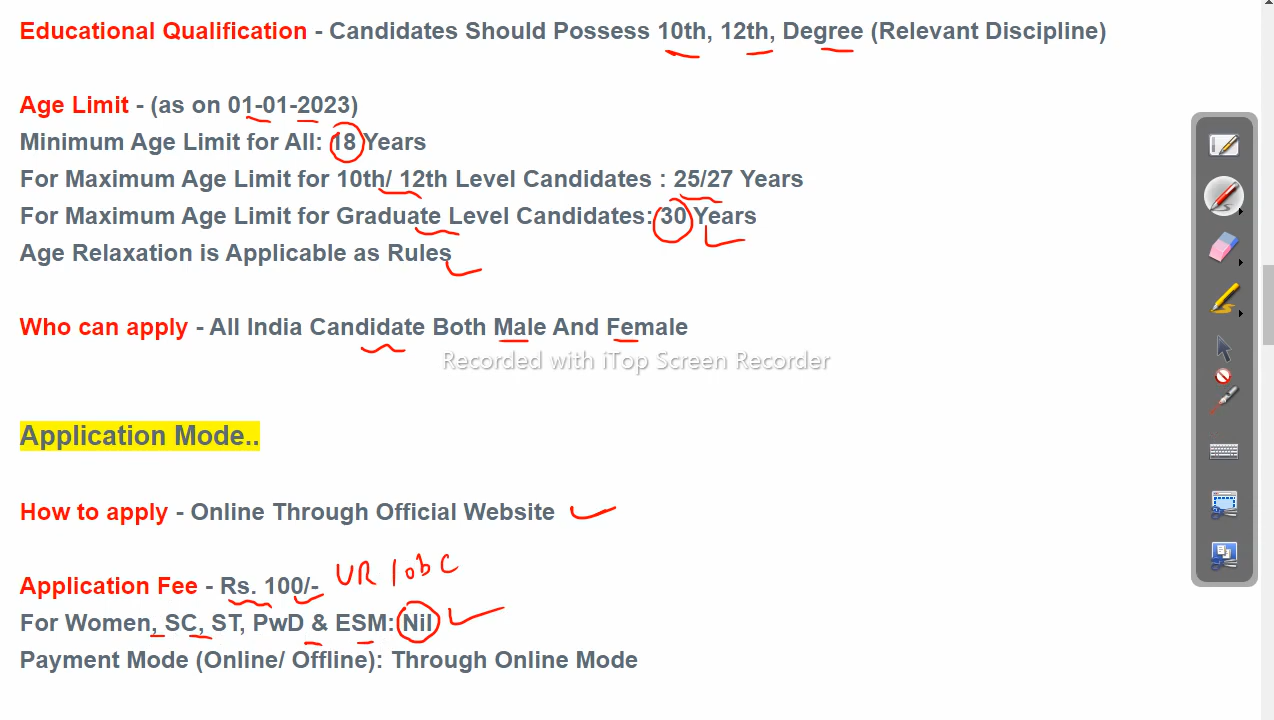 Educational Qualification - Candidates Should Possess 10th, 12th, Degree (Relevant Discipline)
Age Limit - (as on 01-01-2023)
Minimum Age Limit for All: 18 Years
For Maximum Age Limit for 10th/ 12th Level Candidates : 25/27 Years
For Maximum Age Limit for Graduate Level Candidates: 30 Years
Age Relaxation is Applicable as Rules
Who can apply - All India Candidate Both Male And Female
Recorded with iTop Screen Recorder
Application Mode..
How to apply - Online Through Official Website
Application Fee - Rs. 100/- UR / obc
For Women, SC, ST, PwD & ESM: Nil
Payment Mode (Online/ Offline): Through Online Mode